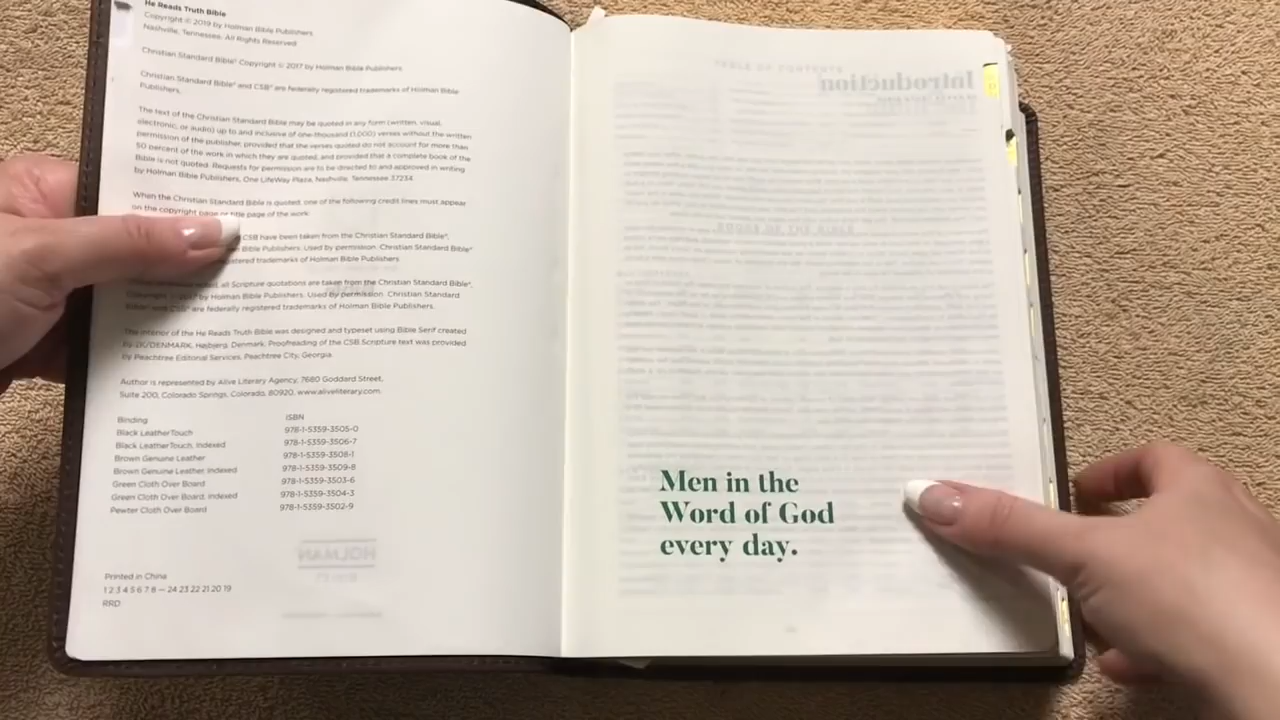 He Reads Truth Bible
Copyright © 2019 by Holman Bible Publishers
Nashville, Tennessee. All Rights Reserved
Christian Standard Bible® Copyright © 2017 by Holman Bible Publishers
Christian Standard Bible® and CSB® are federally registered trademarks of Holman Bible
Publishers.
The text of the Christian Standard Bible may be quoted in any form (written, visual,
electronic, or audio) up to and inclusive of one-thousand (1,000) verses without the written
permission of the publisher, provided that the verses quoted do not account for more than
50 percent of the work in which they are quoted, and provided that a complete book of the
Bible is not quoted. Requests for permission are to be directed to and approved in writing
by Holman Bible Publishers, One LifeWay Plaza, Nashville, Tennessee 37234.
When the Christian Standard Bible is quoted, one of the following credit lines must appear
on the copyright page or title page of the work:
CSB have been taken from the Christian Standard Bible®,
Bible Publishers. Used by permission. Christian Standard Bible®
registered trademarks of Holman Bible Publishers.
all Scripture quotations are taken from the Christian Standard Bible®,
by Holman Bible Publishers. Used by permission. Christian Standard
Bible® and CSB® are federally registered trademarks of Holman Bible Publishers.
The interior of the He Reads Truth Bible was designed and typeset using Bible Serif created
by 2K/DENMARK, Højbjerg, Denmark. Proofreading of the CSB Scripture text was provided
by Peachtree Editorial Services, Peachtree City, Georgia.
Author is represented by Alive Literary Agency, 7680 Goddard Street,
Suite 200, Colorado Springs, Colorado, 80920, www.aliveliterary.com.
Binding ISBN
Black LeatherTouch 978-1-5359-3505-0
Black LeatherTouch, Indexed 978-1-5359-3506-7
Brown Genuine Leather 978-1-5359-3508-1
Brown Genuine Leather, Indexed 978-1-5359-3509-8
Green Cloth Over Board 978-1-5359-3503-6
Green Cloth Over Board, Indexed 978-1-5359-3504-3
Pewter Cloth Over Board 978-1-5359-3502-9
Printed in China
1 2 3 4 5 6 7 8 — 24 23 22 21 20 19
RRD
Men in the
Word of God
every day.